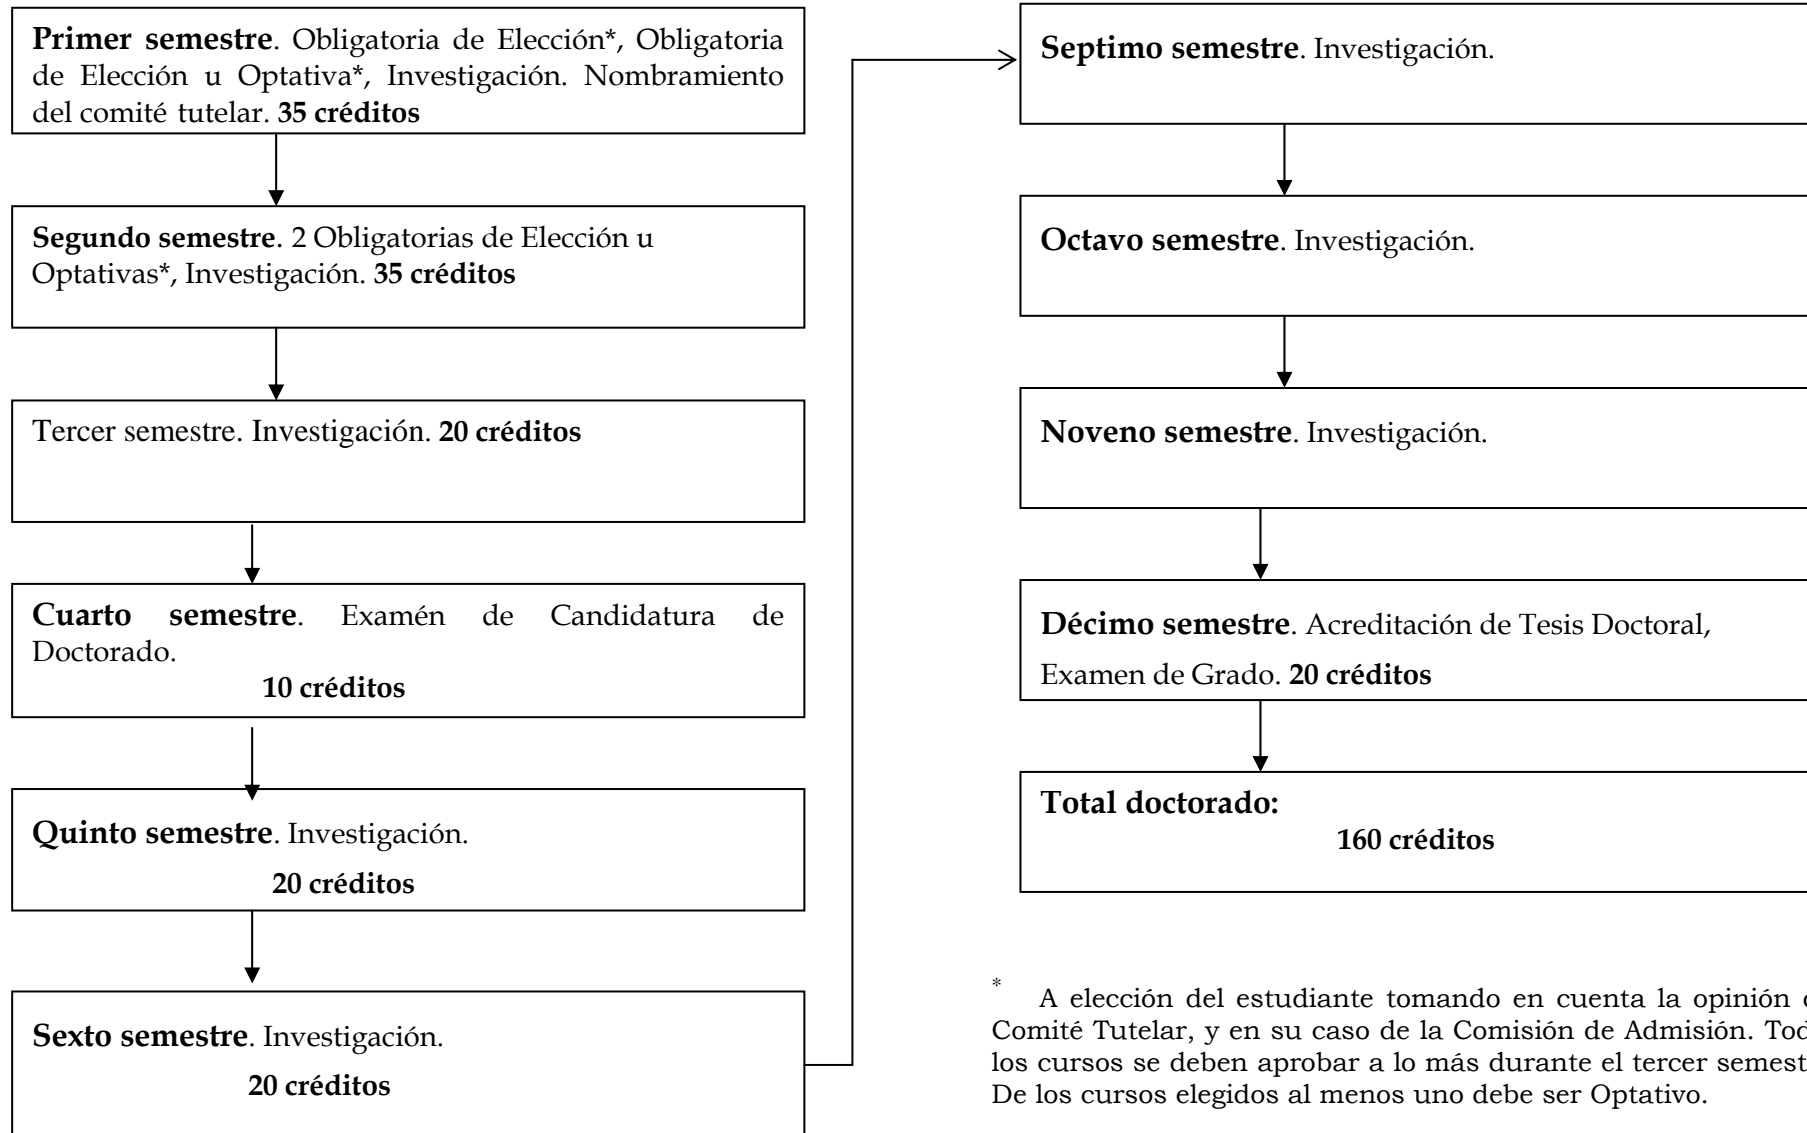 Primer semestre. Obligatoria de Elección*, Obligatoria
de Elección u Optativa*, Investigación. Nombramiento
del comité tutelar. 35 créditos
Segundo semestre. 2 Obligatorias de Elección u
Optativas*, Investigación. 35 créditos
Tercer semestre. Investigación. 20 créditos
Cuarto semestre. Examén de Candidatura de
Doctorado.
10 créditos
Quinto semestre. Investigación.
20 créditos
Sexto semestre. Investigación.
20 créditos
Septimo semestre. Investigación.
Octavo semestre. Investigación.
Noveno semestre. Investigación.
Décimo semestre. Acreditación de Tesis Doctoral,
Examen de Grado. 20 créditos
Total doctorado:
160 créditos
* A elección del estudiante tomando en cuenta la opinión
Comité Tutelar, y en su caso de la Comisión de Admisión.
los cursos se deben aprobar a lo más durante el tercer
De los cursos elegidos al menos uno debe ser Optativo.